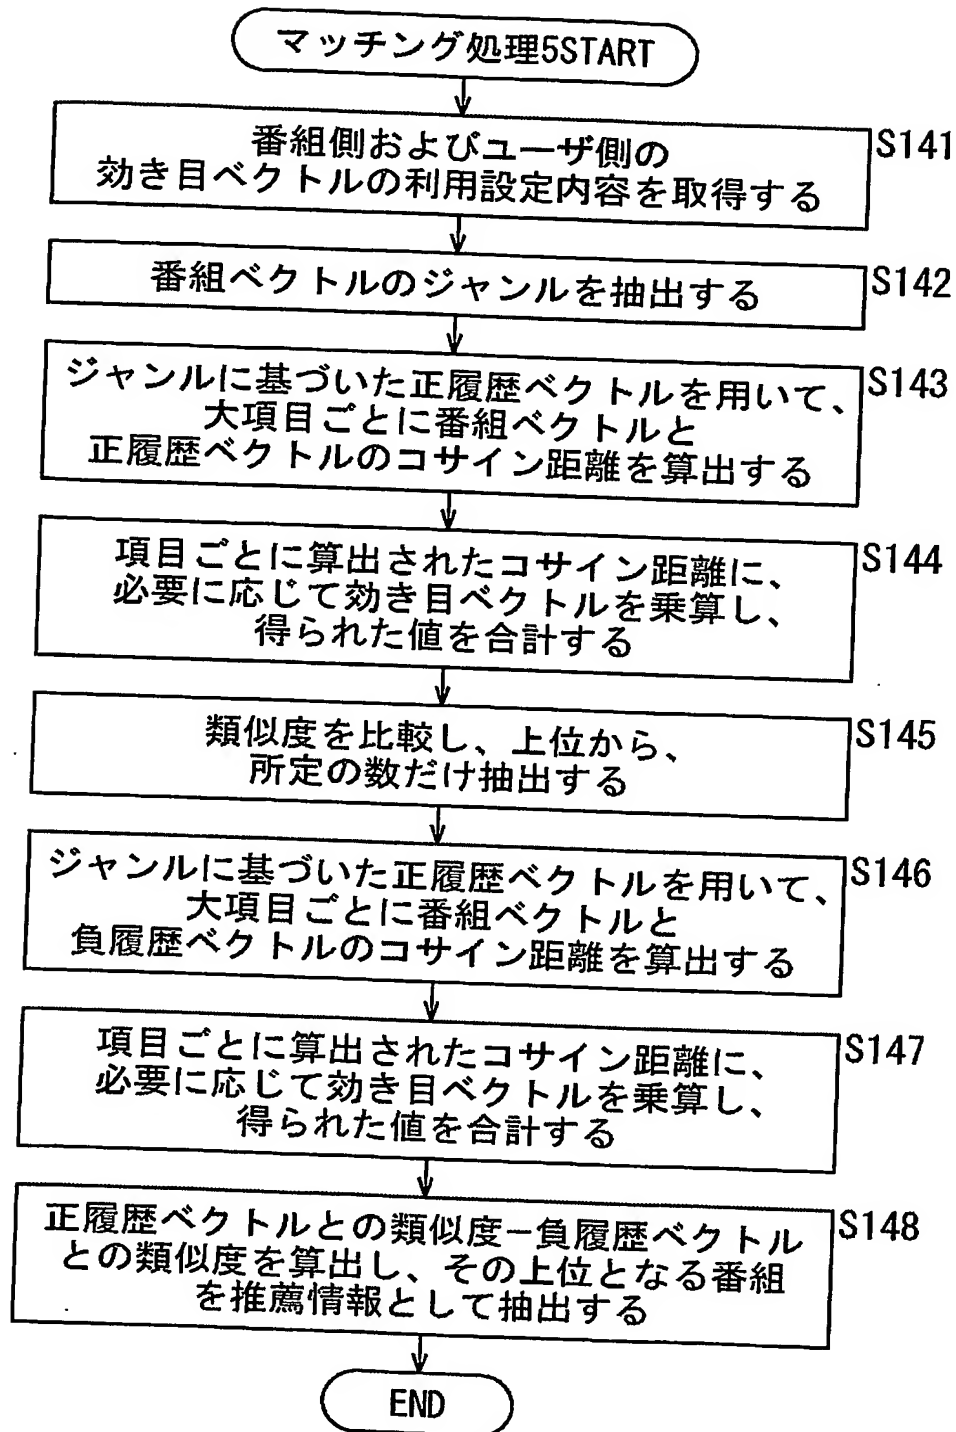 マッチング処理5START
番組側およびユーザ側の
効き目ベクトルの利用設定内容を取得する
S141
番組ベクトルのジャンルを抽出する
S142
ジャンルに基づいた正履歴ベクトルを用いて、
大項目ごとに番組ベクトルと
正履歴ベクトルのコサイン距離を算出する
S143
項目ごとに算出されたコサイン距離に、
必要に応じて効き目ベクトルを乗算し、
得られた値を合計する
S144
類似度を比較し、上位から、
所定の数だけ抽出する
S145
ジャンルに基づいた正履歴ベクトルを用いて、
大項目ごとに番組ベクトルと
負履歴ベクトルのコサイン距離を算出する
S146
項目ごとに算出されたコサイン距離に、
必要に応じて効き目ベクトルを乗算し、
得られた値を合計する
S147
正履歴ベクトルとの類似度−負履歴ベクトル
との類似度を算出し、その上位となる番組
を推薦情報として抽出する
S148
END